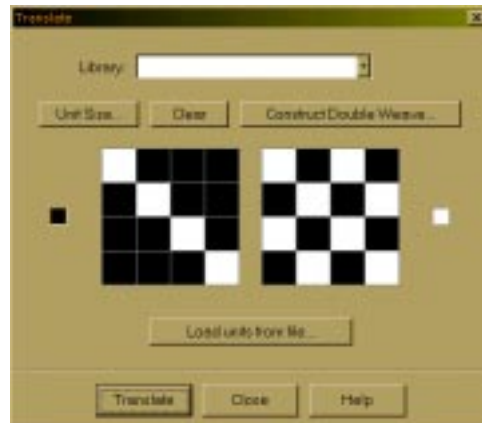 Translate
Library:
Unit Size... Clear Construct Double Weave...
Load units from file...
Translate Close Help